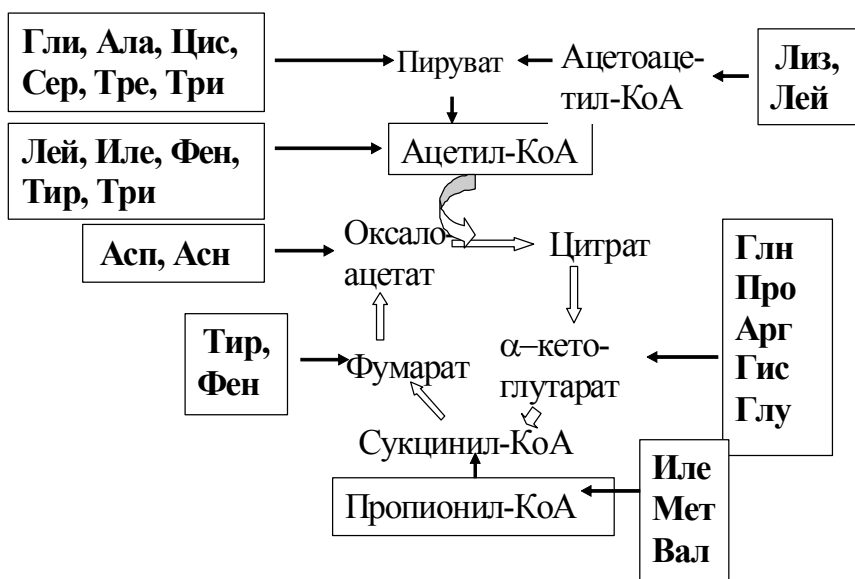 Гли, Ала, Цис,
Сер, Тре, Три
Пируват
Ацетоаце-
тил-КоА
Лиз,
Лей
Лей, Иле, Фен,
Тир, Три
Ацетил-КоА
Асп, Асн
Оксало-
ацетат
Цитрат
Глн
Про
Арг
Гис
Глу
Тир,
Фен
Фумарат
α–кето-
глутарат
Сукцинил-КоА
Пропионил-КоА
Иле
Мет
Вал